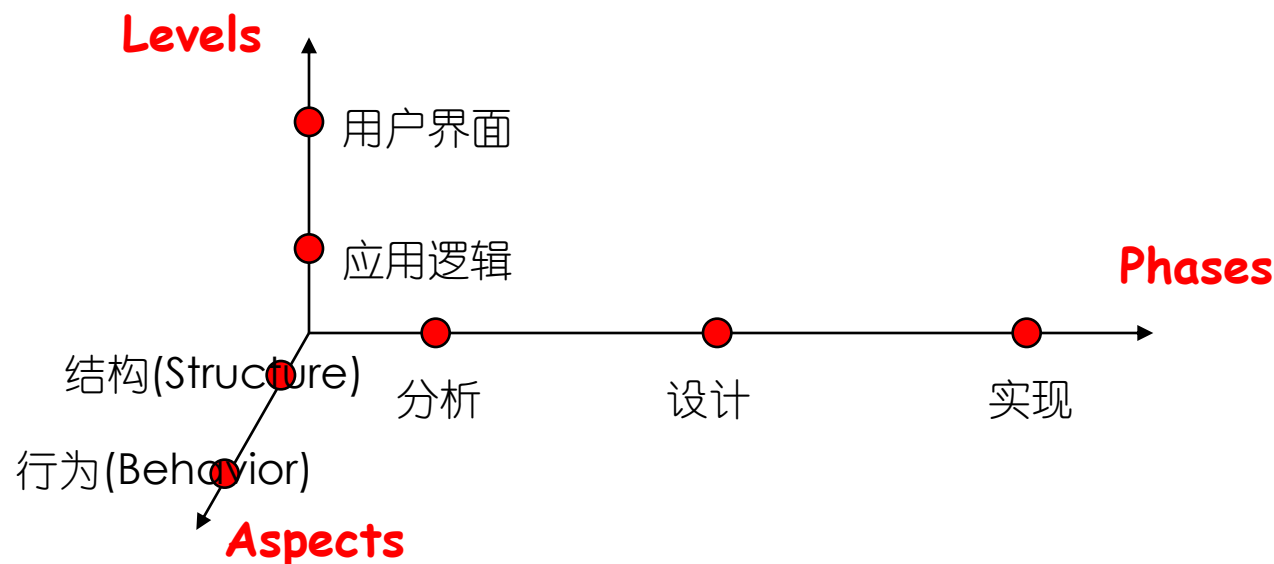 Levels
用户界面
应用逻辑
Phases
结构(Structure)
分析
设计
实现
行为(Behavior)
Aspects